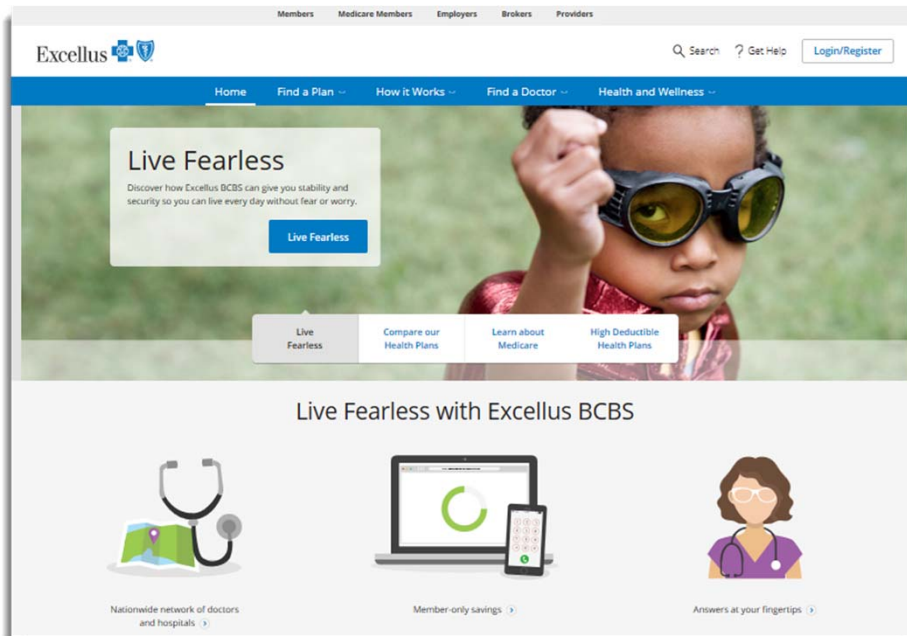 Members Medicare Members Employers Brokers Providers
Excellus
Search ? Get Help Login/Register
Home Find a Plan How it Works Find a Doctor Health and Wellness
Live Fearless
Discover how Excellus BCBS can give you stability and
security so you can live every day without fear or worry.
Live Fearless
Live
Fearless
Compare our
Health Plans
Learn about
Medicare
High Deductible
Health Plans
Live Fearless with Excellus BCBS
Nationwide network of doctors
and hospitals
Member-only savings
Answers at your fingertips